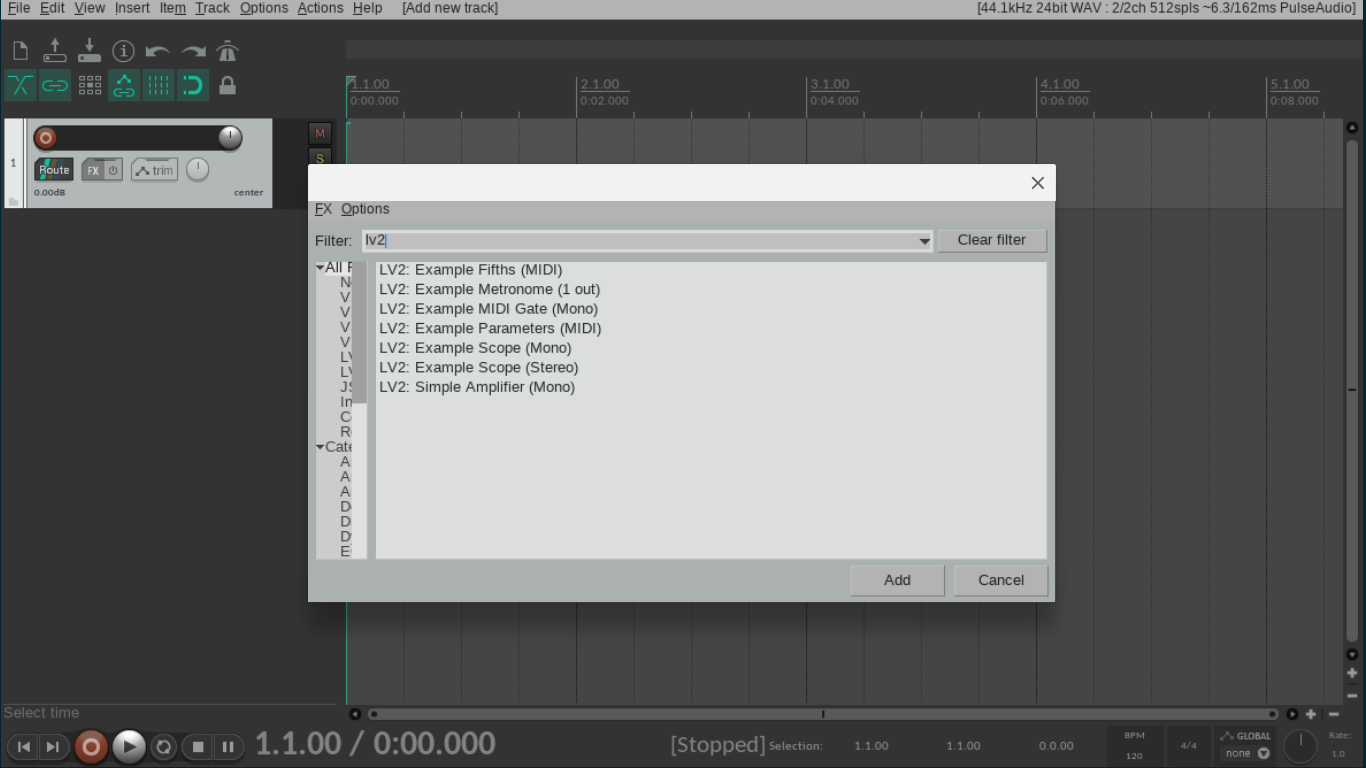 File Edit View Insert Item Track Options Actions Help [Add new track] [44.1kHz 24bit WAV : 2/2ch 512spls ~6.3/162ms PulseAudio]
1.1.00 2.1.00 3.1.00 4.1.00 5.1.00
0:00.000 0:02.000 0:04.000 0:06.000 0:08.000
M
1
S
Route FX trim
0.00dB center
FX Options
Filter: lv2 Clear filter
All
LV2: Example Fifths (MIDI)
LV2: Example Metronome (1 out)
LV2: Example MIDI Gate (Mono)
LV2: Example Parameters (MIDI)
LV2: Example Scope (Mono)
LV2: Example Scope (Stereo)
LV2: Simple Amplifier (Mono)
Add Cancel
Select time
1.1.00 / 0:00.000 [Stopped] Selection: 1.1.00 1.1.00 0.0.00
BPM
120
4/4
GLOBAL
none
Rate:
1.0